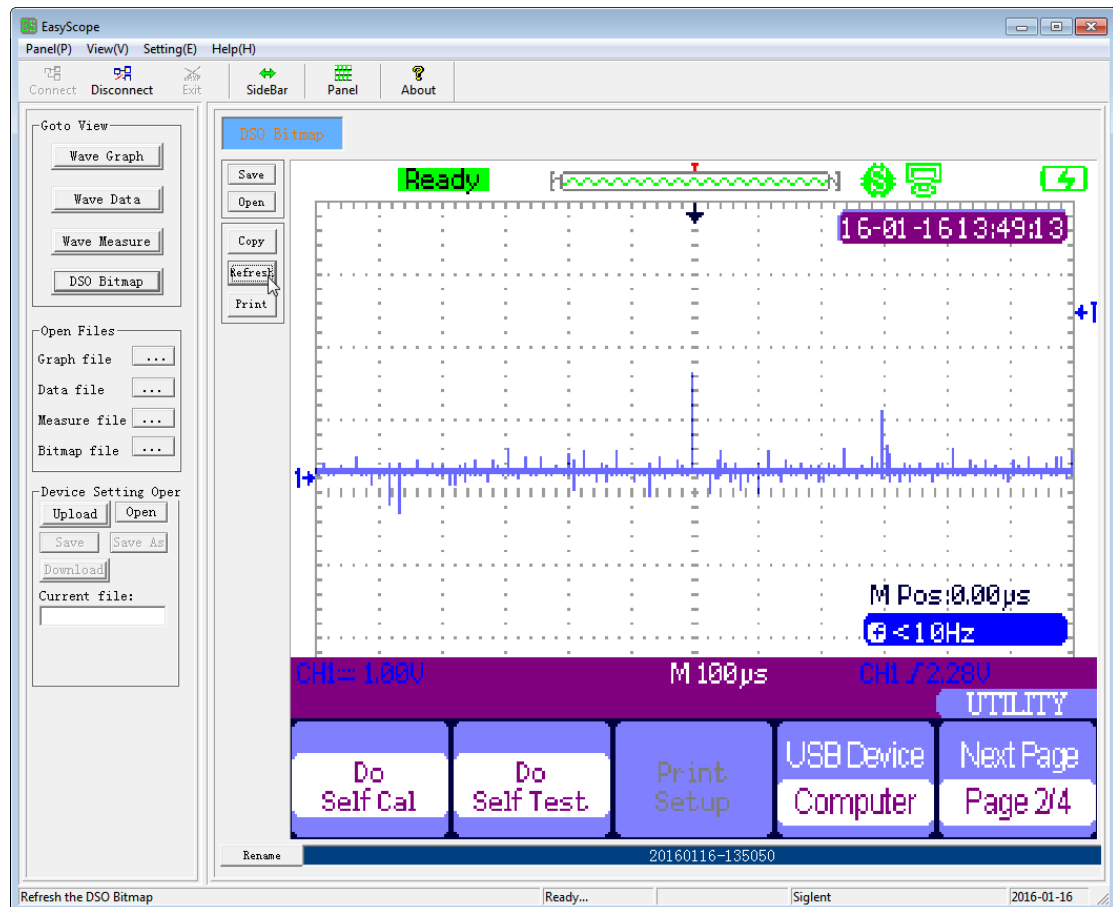 EasyScope
Panel(P) View(V) Setting(E) Help(H)
Connect Disconnect Exit SideBar Panel About
Goto View
Wave Graph
Wave Data
Wave Measure
DSO Bitmap
Open Files
Graph file ...
Data file ...
Measure file ...
Bitmap file ...
Device Setting Oper
Upload Open
Save Save As
Download
Current file:
DSO Bitmap
Save
Open
Copy
Refresh
Print
Ready
16-01-16 13:49:13
1
1
M Pos:0.00µs
f <10Hz
CH1 1.00V M 100µs CH1 2.28V
UTILITY
Do Self Cal
Do Self Test
Print Setup
USB Device
Computer
Next Page
Page 2/4
Rename 20160116-135050
Refresh the DSO Bitmap Ready... Siglent 2016-01-16